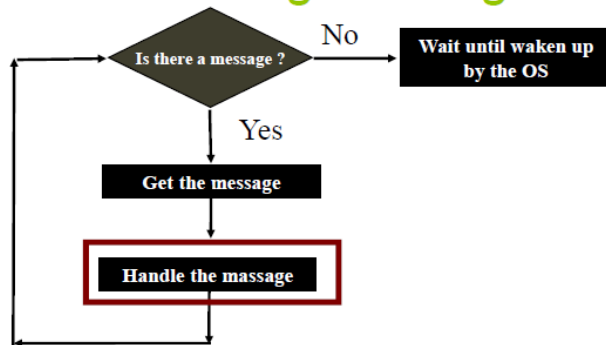 Is there a message ?
No
Wait until waken up
by the OS
Yes
Get the message
Handle the massage